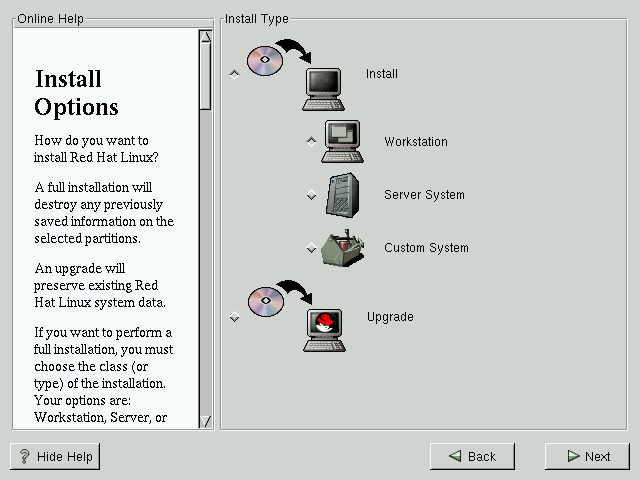 Online Help
Install
Options
How do you want to
install Red Hat Linux?
A full installation will
destroy any previously
saved information on the
selected partitions.
An upgrade will
preserve existing Red
Hat Linux system data.
If you want to perform a
full installation, you must
choose the class (or
type) of the installation.
Your options are:
Workstation, Server, or
Install Type
Install
Workstation
Server System
Custom System
Upgrade
? Hide Help
Back
Next